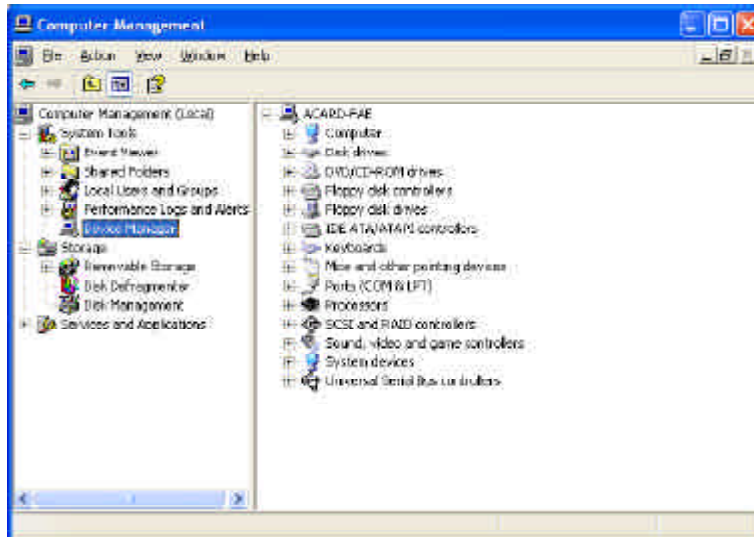 Computer Management
File Action View Window Help
Computer Management (Local)
System Tools
Event Viewer
Shared Folders
Local Users and Groups
Performance Logs and Alerts
Device Manager
Storage
Removable Storage
Disk Defragmenter
Disk Management
Services and Applications
ACARD-FAE
Computer
Disk drives
DVD/CD-ROM drives
Floppy disk controllers
Floppy disk drives
IDE ATA/ATAPI controllers
Keyboards
Mice and other pointing devices
Ports (COM & LPT)
Processors
SCSI and RAID controllers
Sound, video and game controllers
System devices
Universal Serial Bus controllers